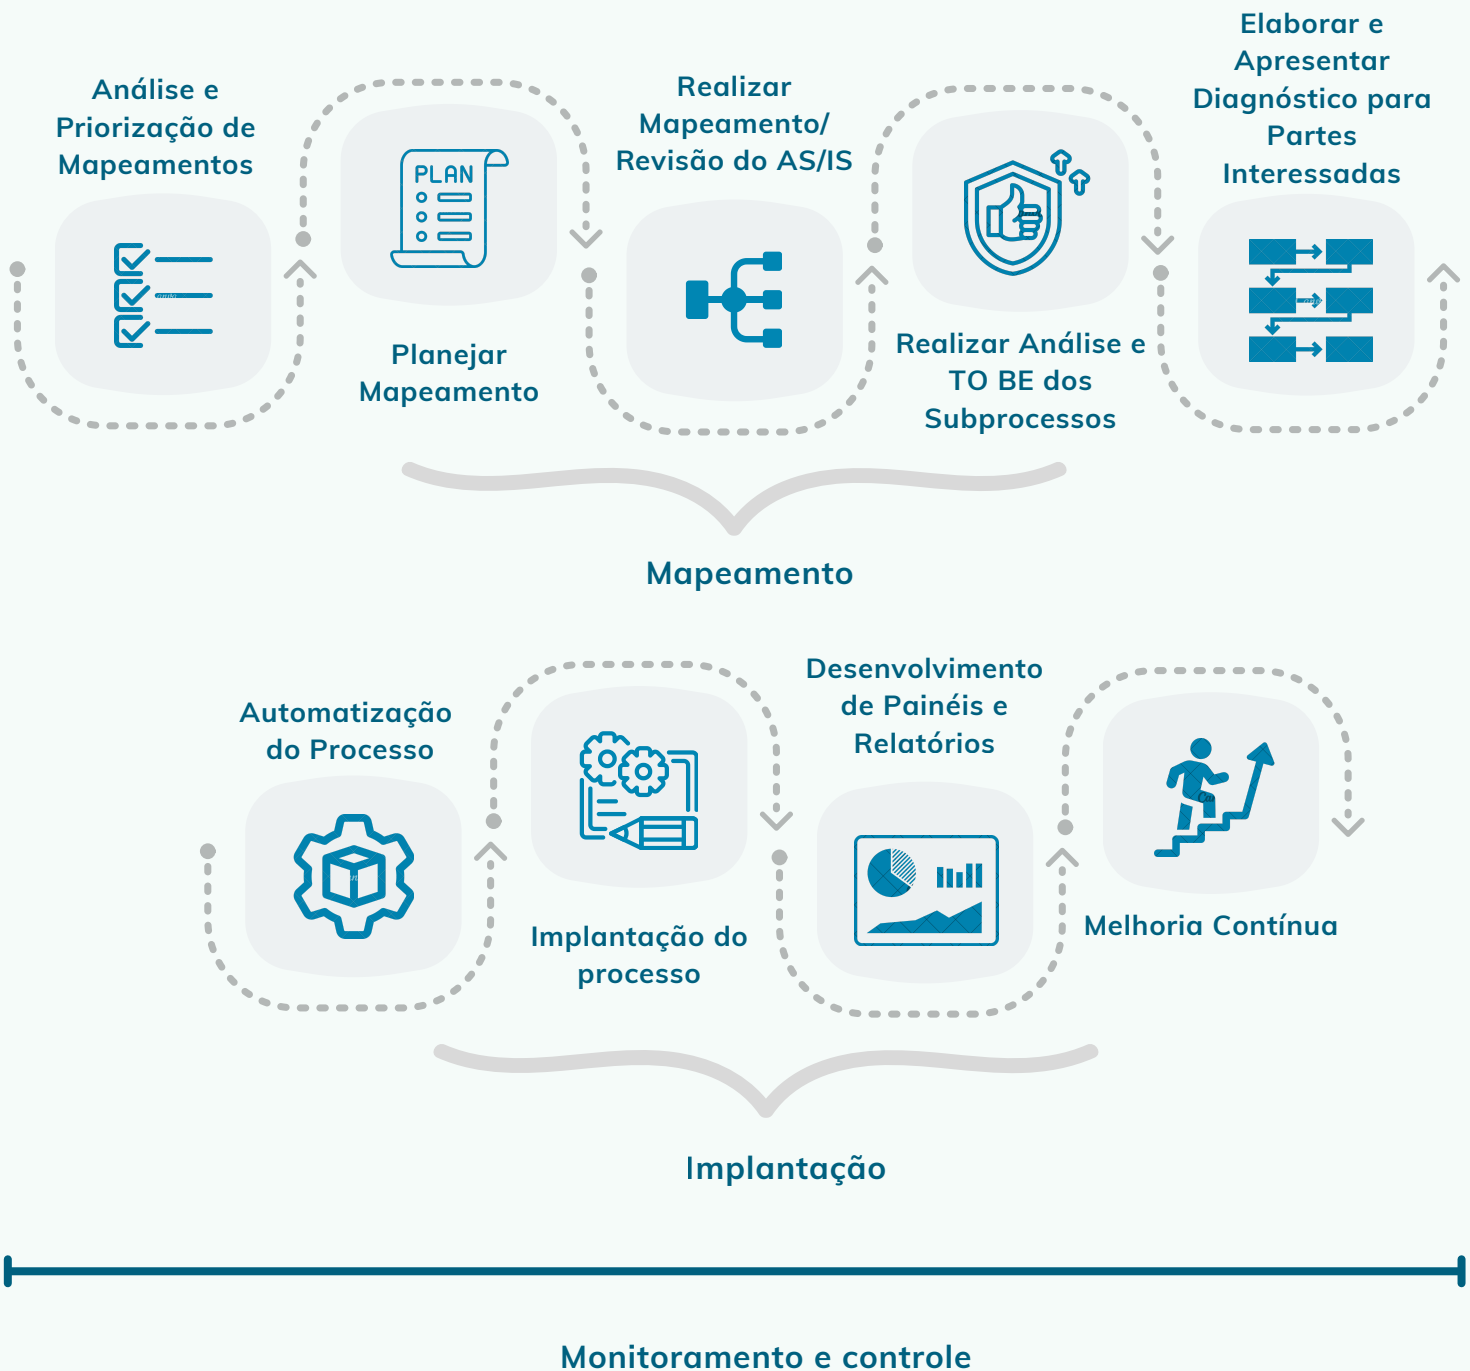 Análise e
Priorização de
Mapeamentos
PLAN
Planejar
Mapeamento
Realizar
Mapeamento/
Revisão do AS/IS
Realizar Análise e
TO BE dos
Subprocessos
Elaborar e
Apresentar
Diagnóstico para
Partes
Interessadas
Mapeamento
Automatização
do Processo
Implantação do
processo
Desenvolvimento
de Painéis e
Relatórios
Melhoria Contínua
Implantação
Monitoramento e controle